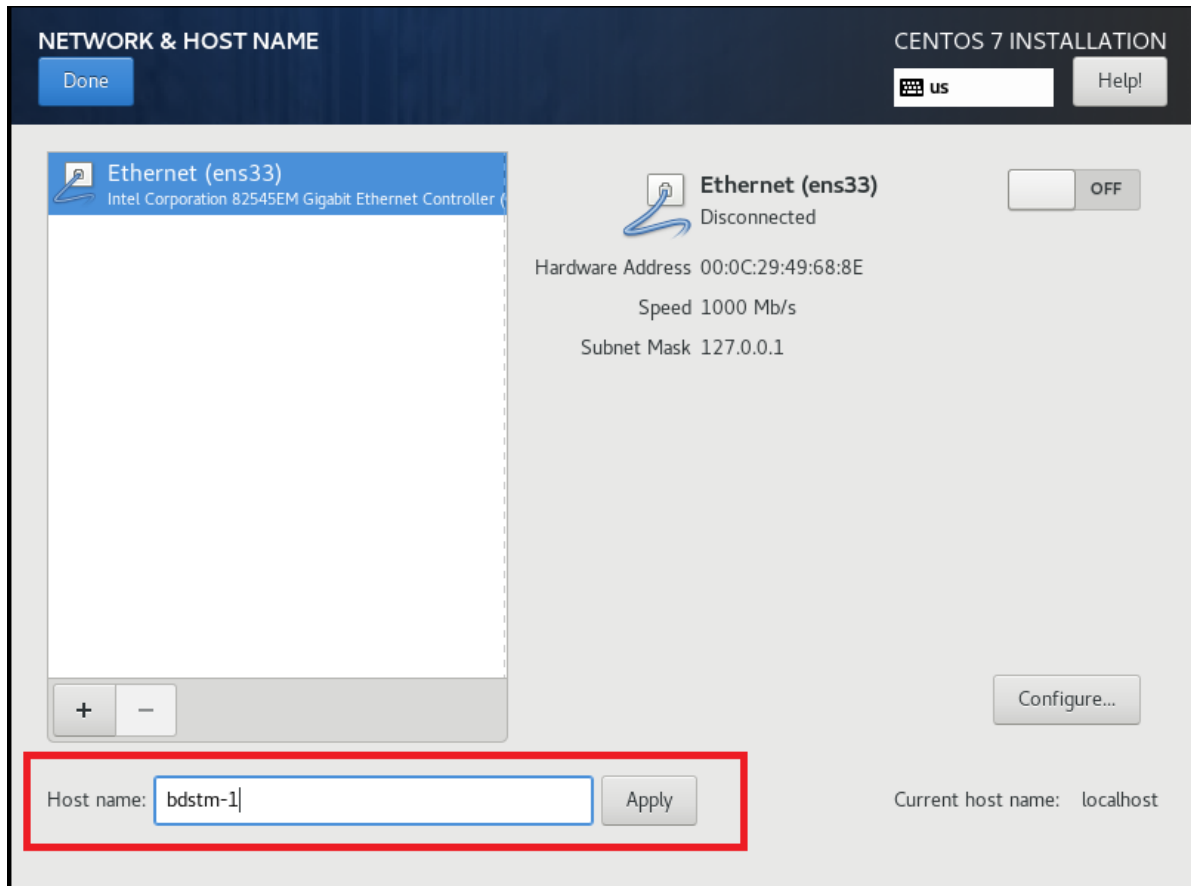 NETWORK & HOST NAME
CENTOS 7 INSTALLATION
Done
us
Help!
Ethernet (ens33)
Intel Corporation 82545EM Gigabit Ethernet Controller (
Ethernet (ens33)
OFF
Disconnected
Hardware Address 00:0C:29:49:68:8E
Speed 1000 Mb/s
Subnet Mask 127.0.0.1
+ −
Configure...
Host name: bdstm-1
Apply
Current host name: localhost